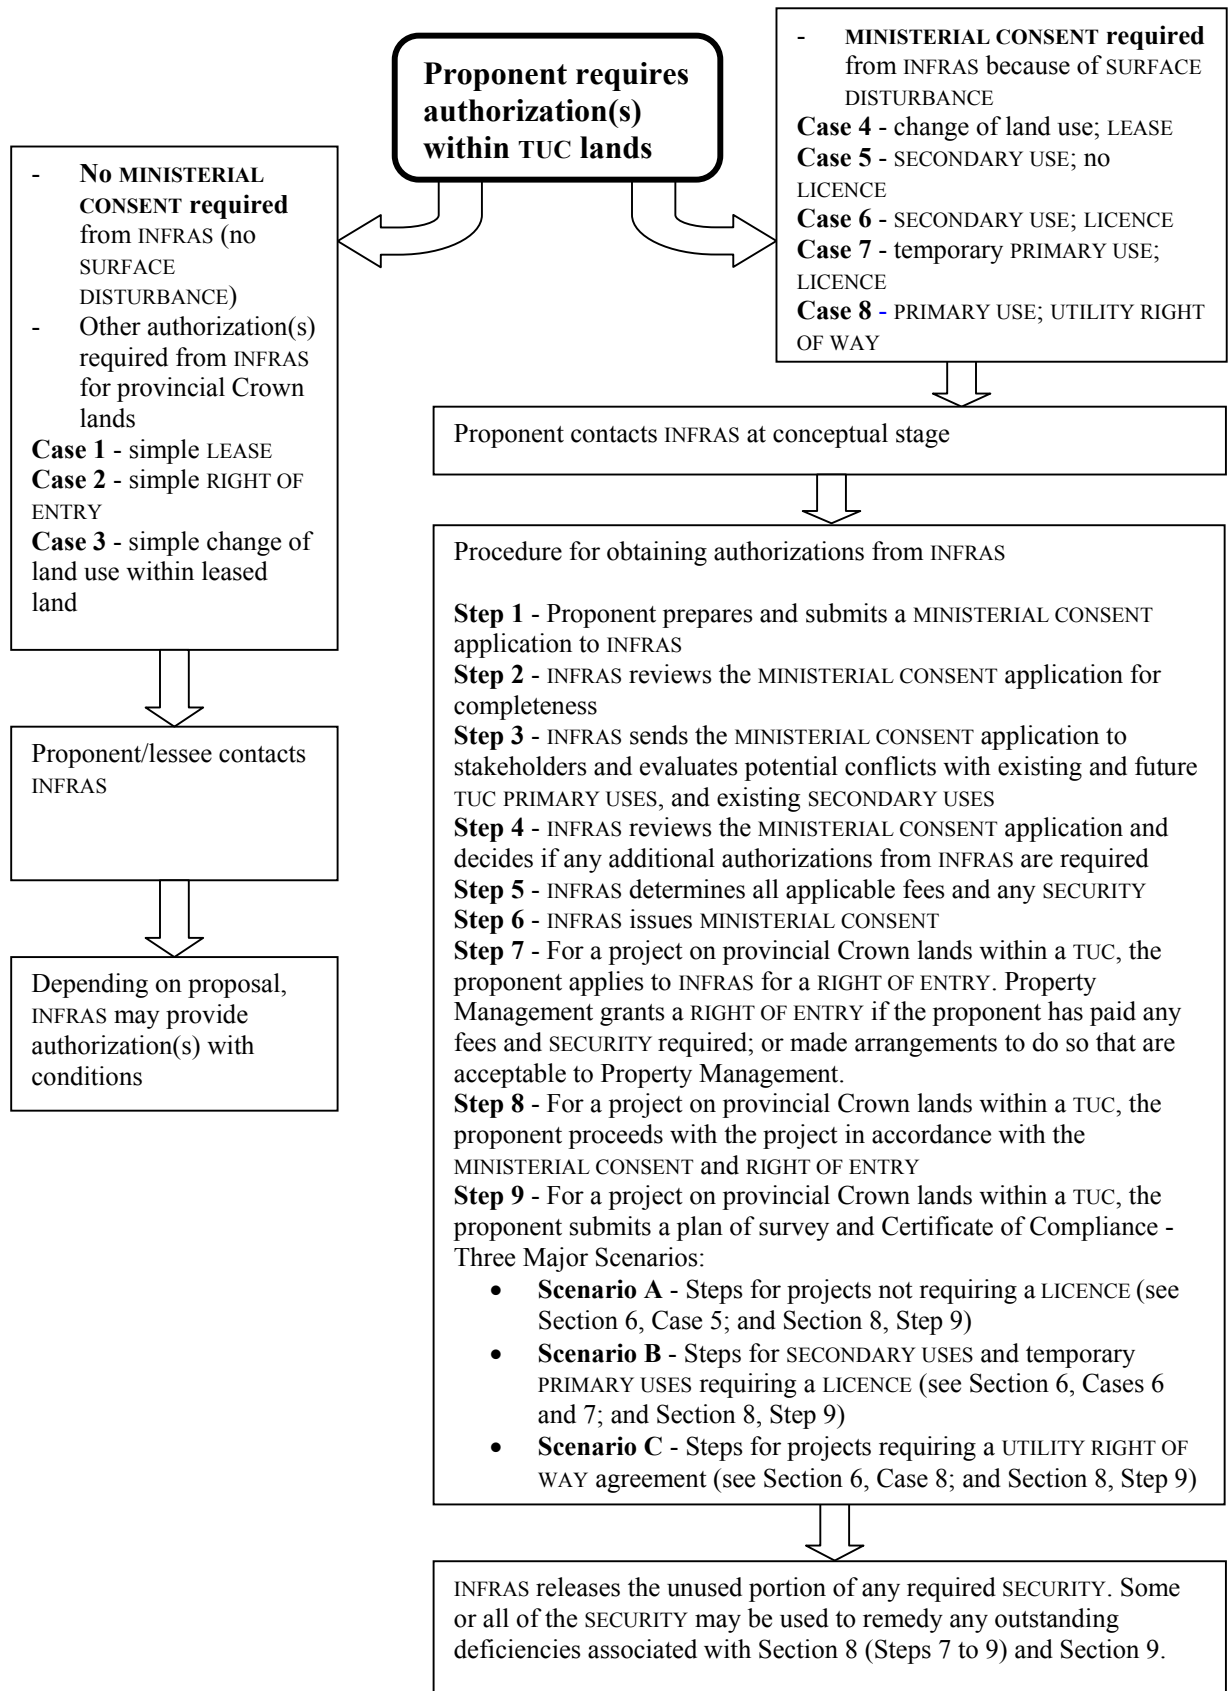 Proponent requires
authorization(s)
within TUC lands
- No MINISTERIAL
CONSENT required
from INFRAS (no
SURFACE
DISTURBANCE)
- Other authorization(s)
required from INFRAS
for provincial Crown
lands
Case 1 - simple LEASE
Case 2 - simple RIGHT OF
ENTRY
Case 3 - simple change of
land use within leased
land
Proponent/lessee contacts
INFRAS
Depending on proposal,
INFRAS may provide
authorization(s) with
conditions
- MINISTERIAL CONSENT required
from INFRAS because of SURFACE
DISTURBANCE
Case 4 - change of land use; LEASE
Case 5 - SECONDARY USE; no
LICENCE
Case 6 - SECONDARY USE; LICENCE
Case 7 - temporary PRIMARY USE;
LICENCE
Case 8 - PRIMARY USE; UTILITY RIGHT
OF WAY
Proponent contacts INFRAS at conceptual stage
Procedure for obtaining authorizations from INFRAS
Step 1 - Proponent prepares and submits a MINISTERIAL CONSENT
application to INFRAS
Step 2 - INFRAS reviews the MINISTERIAL CONSENT application for
completeness
Step 3 - INFRAS sends the MINISTERIAL CONSENT application to
stakeholders and evaluates potential conflicts with existing and future
TUC PRIMARY USES, and existing SECONDARY USES
Step 4 - INFRAS reviews the MINISTERIAL CONSENT application and
decides if any additional authorizations from INFRAS are required
Step 5 - INFRAS determines all applicable fees and any SECURITY
Step 6 - INFRAS issues MINISTERIAL CONSENT
Step 7 - For a project on provincial Crown lands within a TUC, the
proponent applies to INFRAS for a RIGHT OF ENTRY. Property
Management grants a RIGHT OF ENTRY if the proponent has paid any
fees and SECURITY required; or made arrangements to do so that are
acceptable to Property Management.
Step 8 - For a project on provincial Crown lands within a TUC, the
proponent proceeds with the project in accordance with the
MINISTERIAL CONSENT and RIGHT OF ENTRY
Step 9 - For a project on provincial Crown lands within a TUC, the
proponent submits a plan of survey and Certificate of Compliance -
Three Major Scenarios:
• Scenario A - Steps for projects not requiring a LICENCE (see
Section 6, Case 5; and Section 8, Step 9)
• Scenario B - Steps for SECONDARY USES and temporary
PRIMARY USES requiring a LICENCE (see Section 6, Cases 6
and 7; and Section 8, Step 9)
• Scenario C - Steps for projects requiring a UTILITY RIGHT OF
WAY agreement (see Section 6, Case 8; and Section 8, Step 9)
INFRAS releases the unused portion of any required SECURITY. Some
or all of the SECURITY may be used to remedy any outstanding
deficiencies associated with Section 8 (Steps 7 to 9) and Section 9.